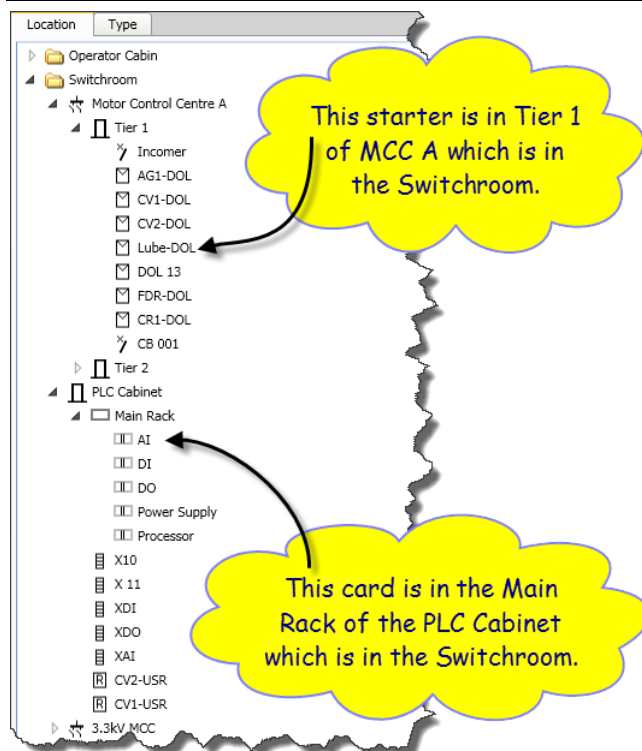 Location Type
Operator Cabin
Switchroom
Motor Control Centre A
Tier 1
Incomer
AG1-DOL
CV1-DOL
CV2-DOL
Lube-DOL
DOL 13
FDR-DOL
CR1-DOL
CB 001
Tier 2
PLC Cabinet
Main Rack
AI
DI
DO
Power Supply
Processor
X10
X 11
XDI
XDO
XAI
R CV2-USR
R CV1-USR
3.3kV MCC
This starter is in Tier 1
of MCC A which is in
the Switchroom.
This card is in the Main
Rack of the PLC Cabinet
which is in the Switchroom.